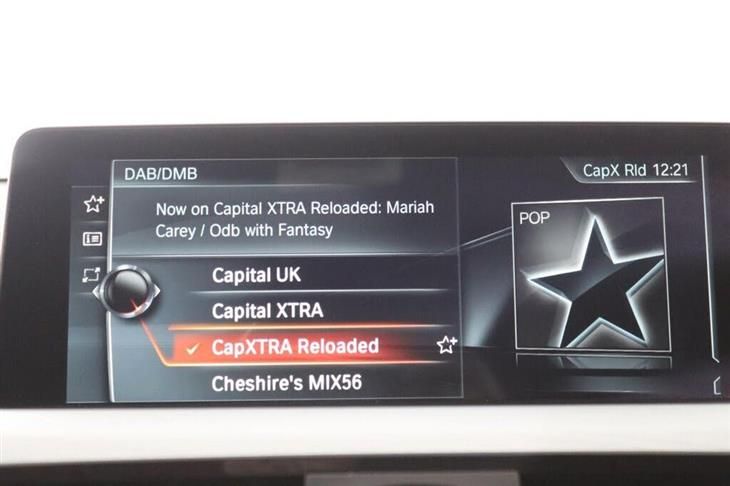 DAB/DMB
CapX Rld 12:21
Now on Capital XTRA Reloaded: Mariah
Carey / Odb with Fantasy
POP
Capital UK
Capital XTRA
CapXTRA Reloaded
Cheshire's MIX56